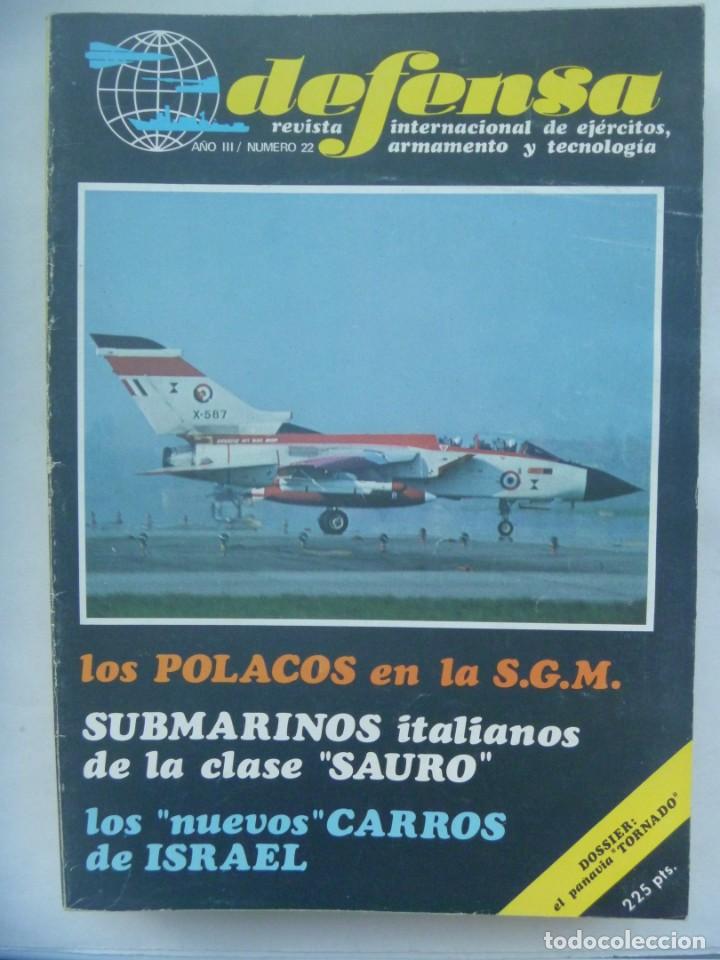 defensa
revista internacional de ejércitos,
AÑO III / NUMERO 22 armamento y tecnología
X-587
los POLACOS en la S.G.M.
SUBMARINOS italianos
de la clase "SAURO"
los "nuevos" CARROS
de ISRAEL
DOSSIER:
el panavia "TORNADO"
225 pts.
todocoleccion